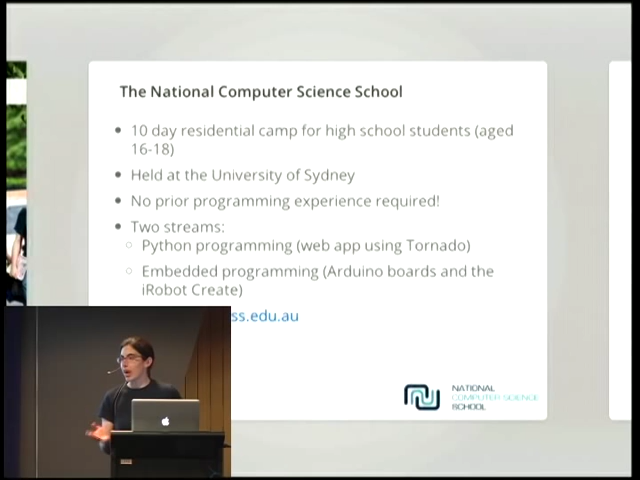 The National Computer Science School
10 day residential camp for high school students (aged
16-18)
Held at the University of Sydney
No prior programming experience required!
Two streams:
Python programming (web app using Tornado)
Embedded programming (Arduino boards and the
iRobot Create)
ss.edu.au
NATIONAL
COMPUTER SCIENCE
SCHOOL